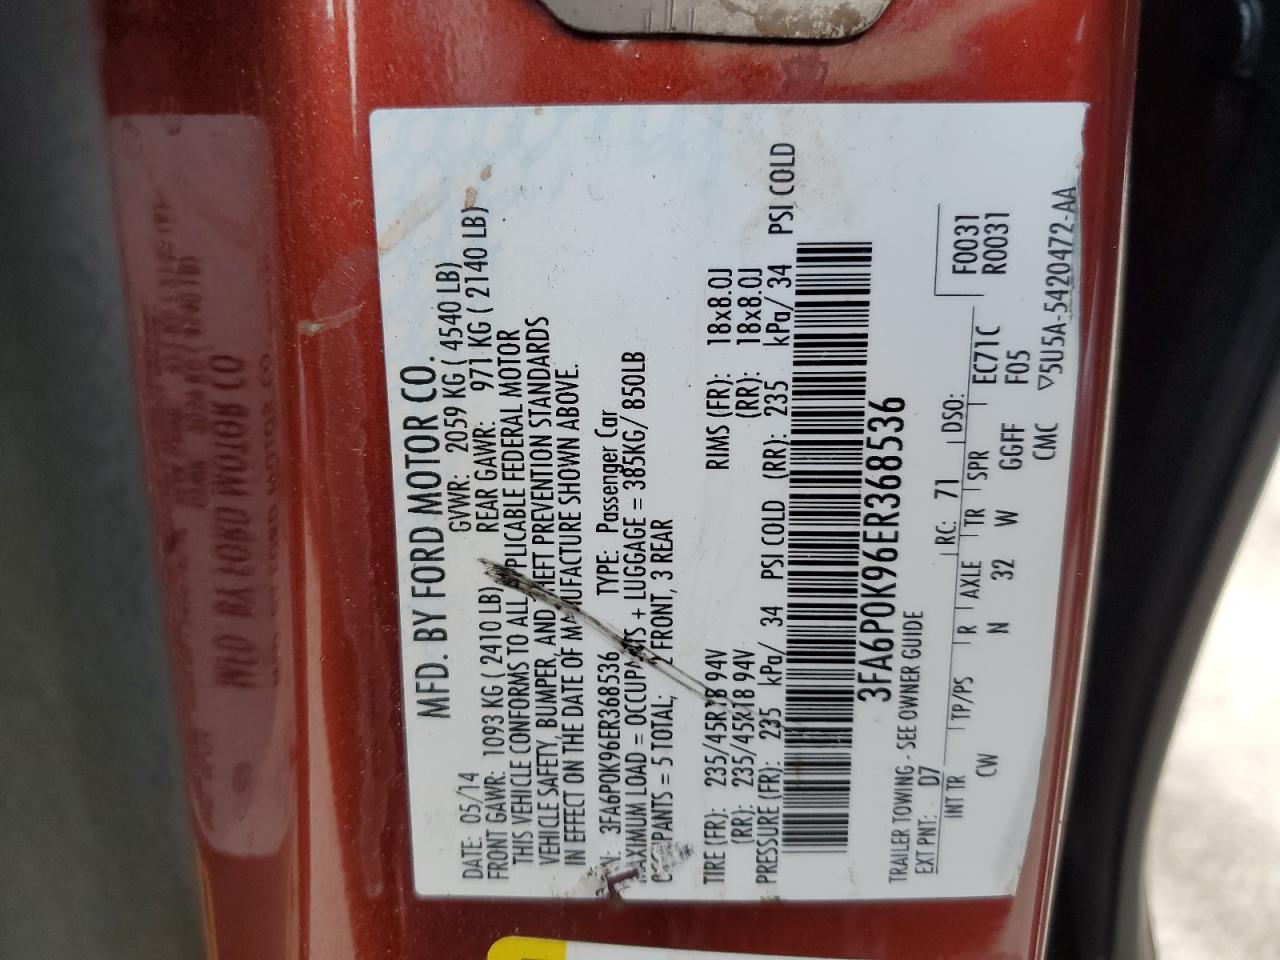 MFD. BY FORD MOTOR CO.
DATE: 05/14 GVWR: 2059 KG ( 4540 LB)
FRONT GAWR: 1093 KG ( 2410 LB) REAR GAWR: 971 KG ( 2140 LB)
THIS VEHICLE CONFORMS TO ALL APPLICABLE FEDERAL MOTOR
VEHICLE SAFETY, BUMPER, AND THEFT PREVENTION STANDARDS
IN EFFECT ON THE DATE OF MANUFACTURE SHOWN ABOVE.
3FA6P0K96ER368536 TYPE: Passenger Car
MAXIMUM LOAD = OCCUPANTS + LUGGAGE = 385KG/ 850LB
OCCUPANTS = 5 TOTAL; FRONT, 3 REAR
TIRE (FR): 235/45R18 94V RIMS (FR): 18x8.0J
(RR): 235/45R18 94V (RR): 18x8.0J
PRESSURE (FR): 235 kPa/ 34 PSI COLD (RR): 235 kPa/ 34 PSI COLD
3FA6P0K96ER368536
TRAILER TOWING - SEE OWNER GUIDE
EXT PNT: D7 RC: 71 DSO: F0031
INT TR TP/PS R AXLE TR SPR EC71C R0031
CW N 32 W GGFF F05
CMC ▽5U5A-5420472-AA